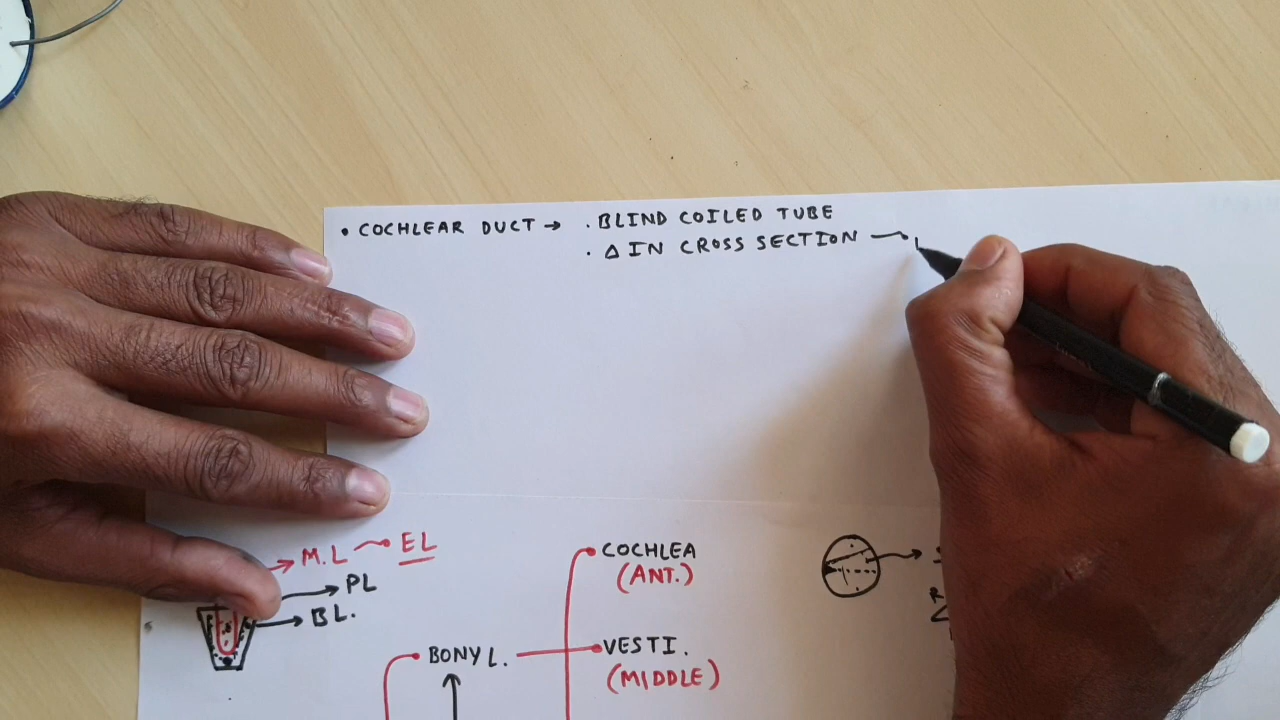 • COCHLEAR DUCT → . BLIND COILED TUBE
. △ IN CROSS SECTION
M.L EL
PL
BL.
COCHLEA
(ANT.)
BONY L. VESTI.
(MIDDLE)